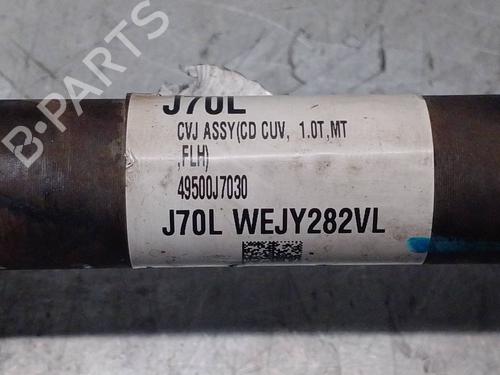 B-PARTS
J70L
CVJ ASSY(CD CUV, 1.0T,MT
,FLH)
49500J7030
J70L WEJY282VL